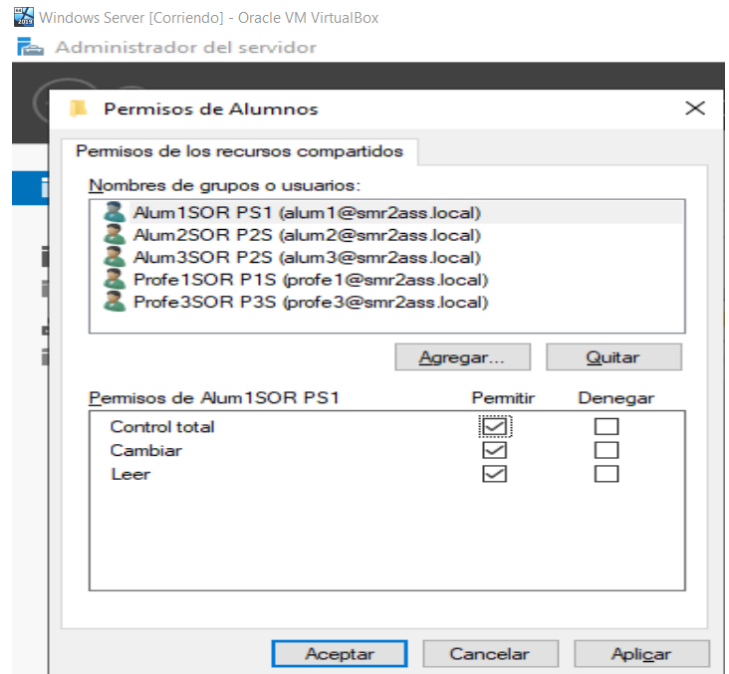 Windows Server [Corriendo] - Oracle VM VirtualBox
Administrador del servidor
Permisos de Alumnos
Permisos de los recursos compartidos
Nombres de grupos o usuarios:
Alum1SOR PS1 (alum1@smr2ass.local)
Alum2SOR P2S (alum2@smr2ass.local)
Alum3SOR P2S (alum3@smr2ass.local)
Profe1SOR P1S (profe1@smr2ass.local)
Profe3SOR P3S (profe3@smr2ass.local)
Agregar... Quitar
Permisos de Alum1SOR PS1 Permitir Denegar
Control total
Cambiar
Leer
Aceptar Cancelar Aplicar